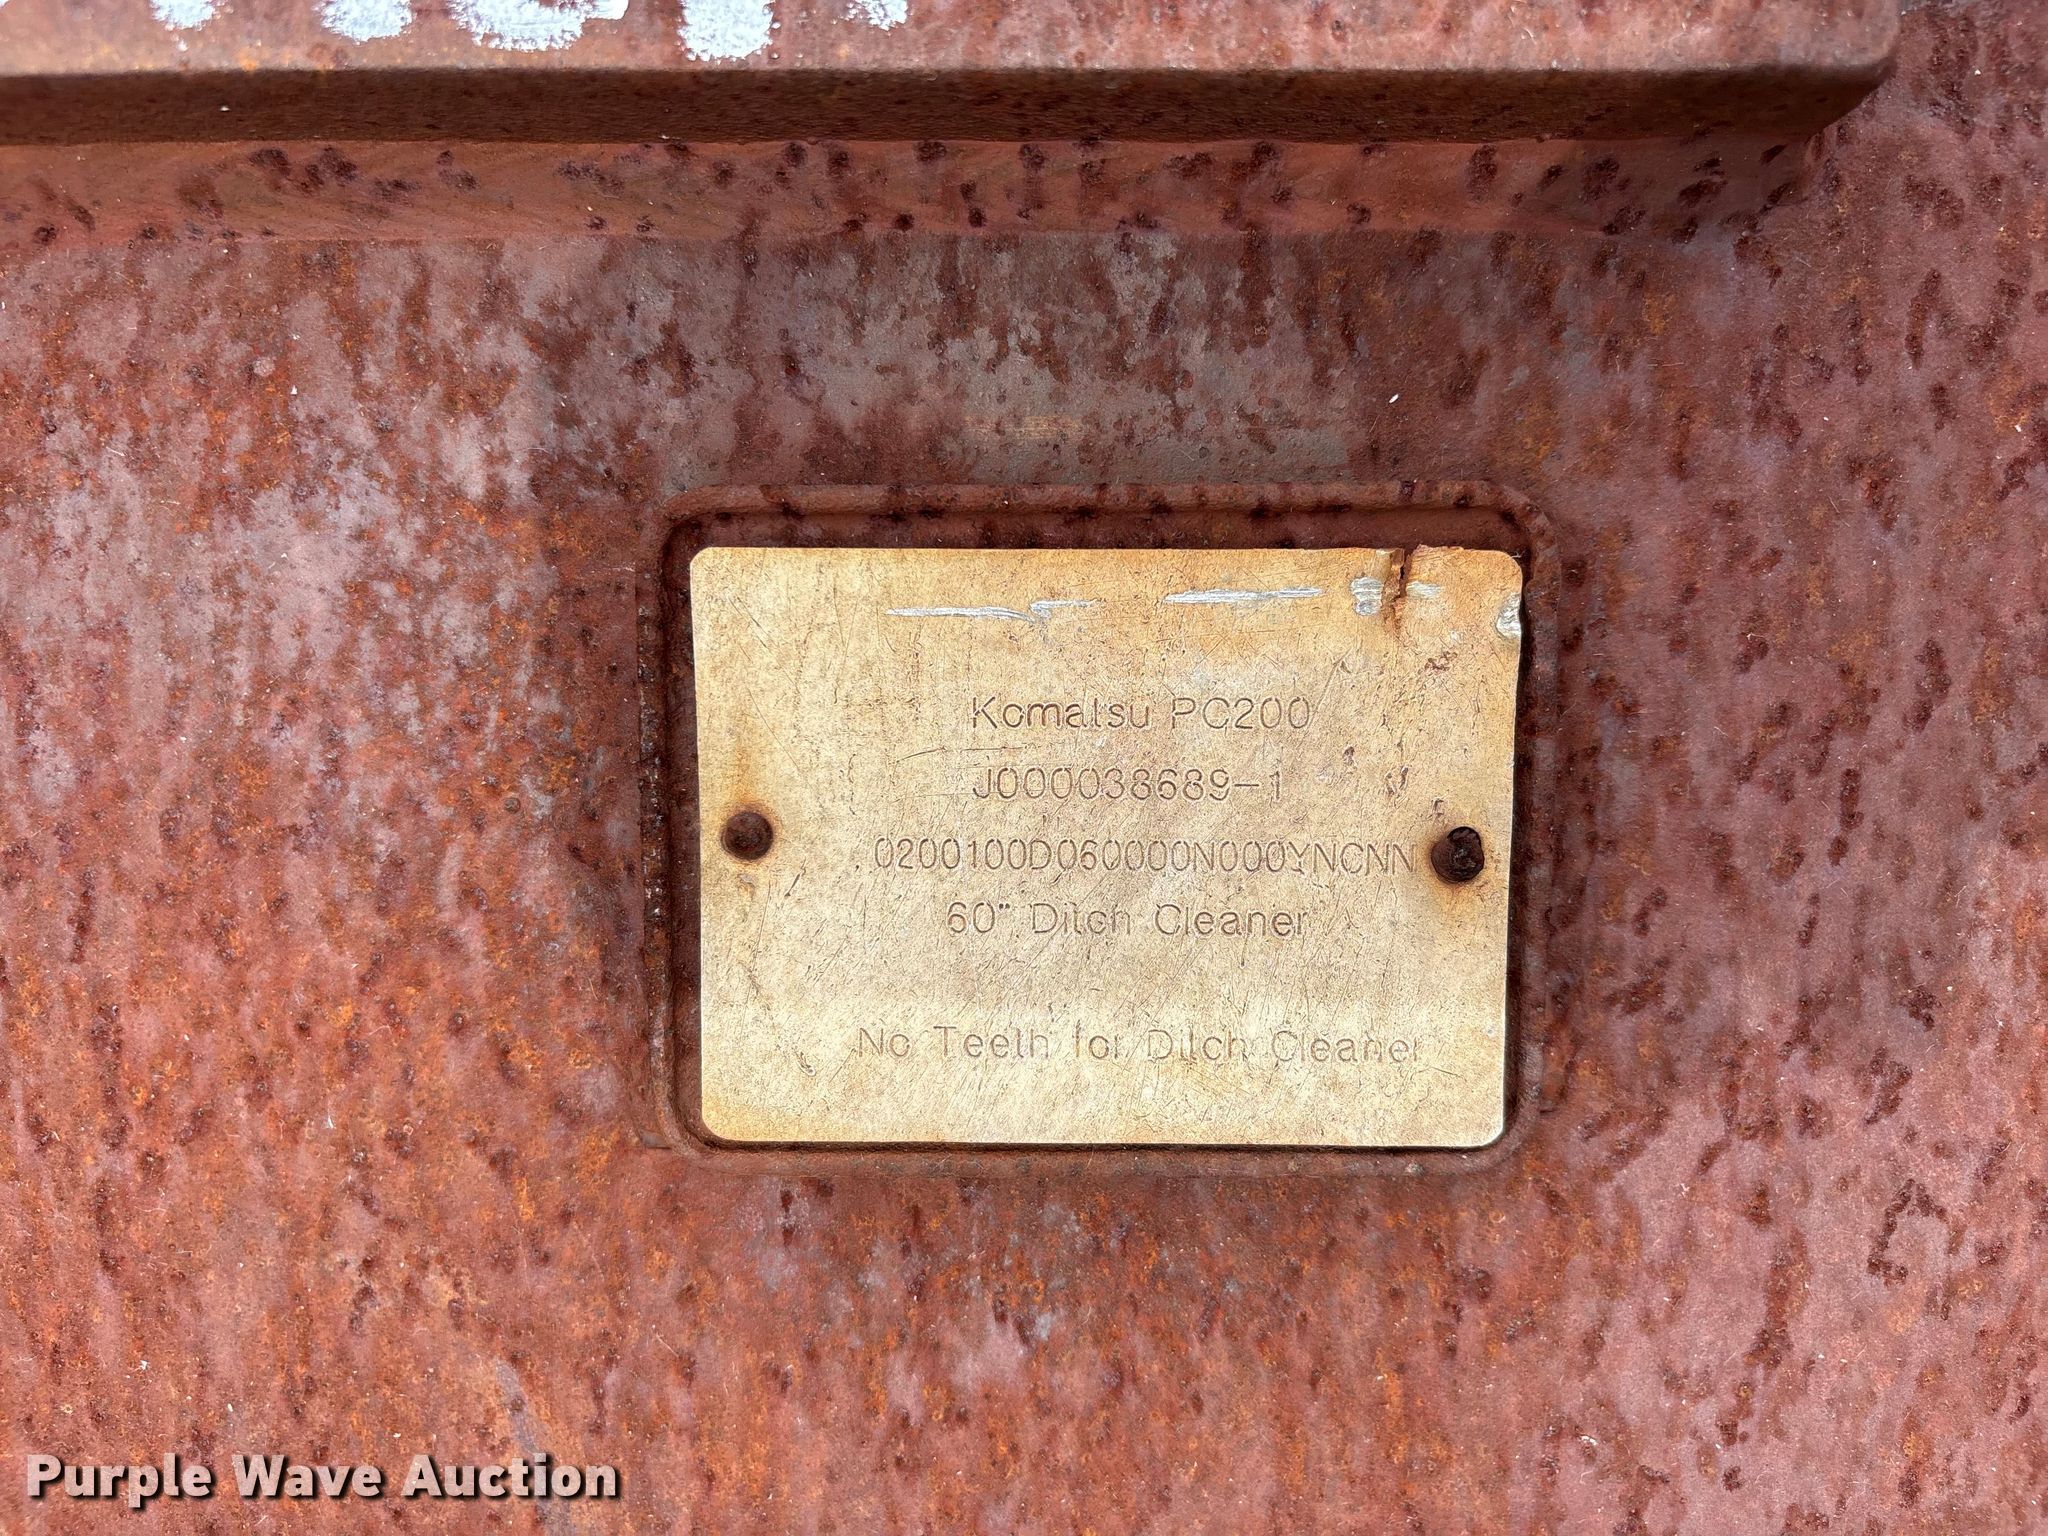 Komatsu PC200
J000038689-1
0200100D060000N000YNCNN
60" Ditch Cleaner
No Teeth for Ditch Cleaner
Purple Wave Auction